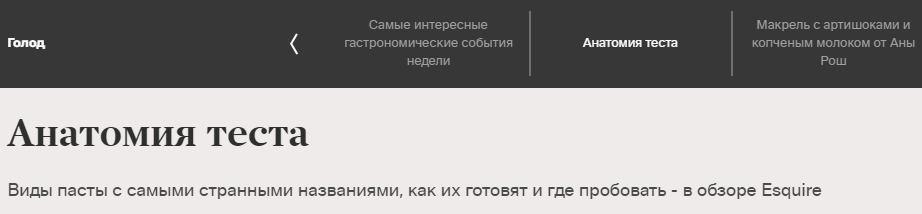 Голод
Самые интересные
гастрономические события
недели
Анатомия теста
Макрель с артишоками и
копченым молоком от Аны
Рош
Анатомия теста
Виды пасты с самыми странными названиями, как их готовят и где пробовать - в обзоре Esquire